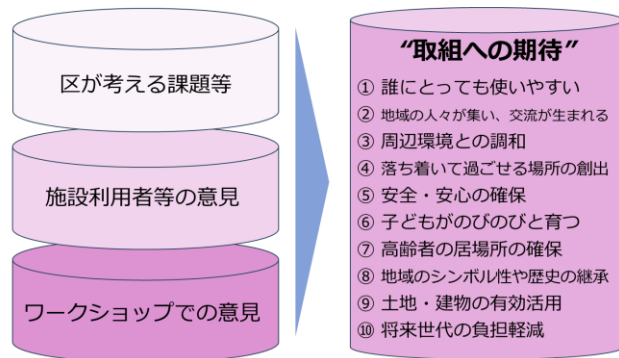 区が考える課題等
施設利用者等の意見
ワークショップでの意見
“取組への期待”
① 誰にとっても使いやすい
② 地域の人々が集い、交流が生まれる
③ 周辺環境との調和
④ 落ち着いて過ごせる場所の創出
⑤ 安全・安心の確保
⑥ 子どもがのびのびと育つ
⑦ 高齢者の居場所の確保
⑧ 地域のシンボル性や歴史の継承
⑨ 土地・建物の有効活用
⑩ 将来世代の負担軽減